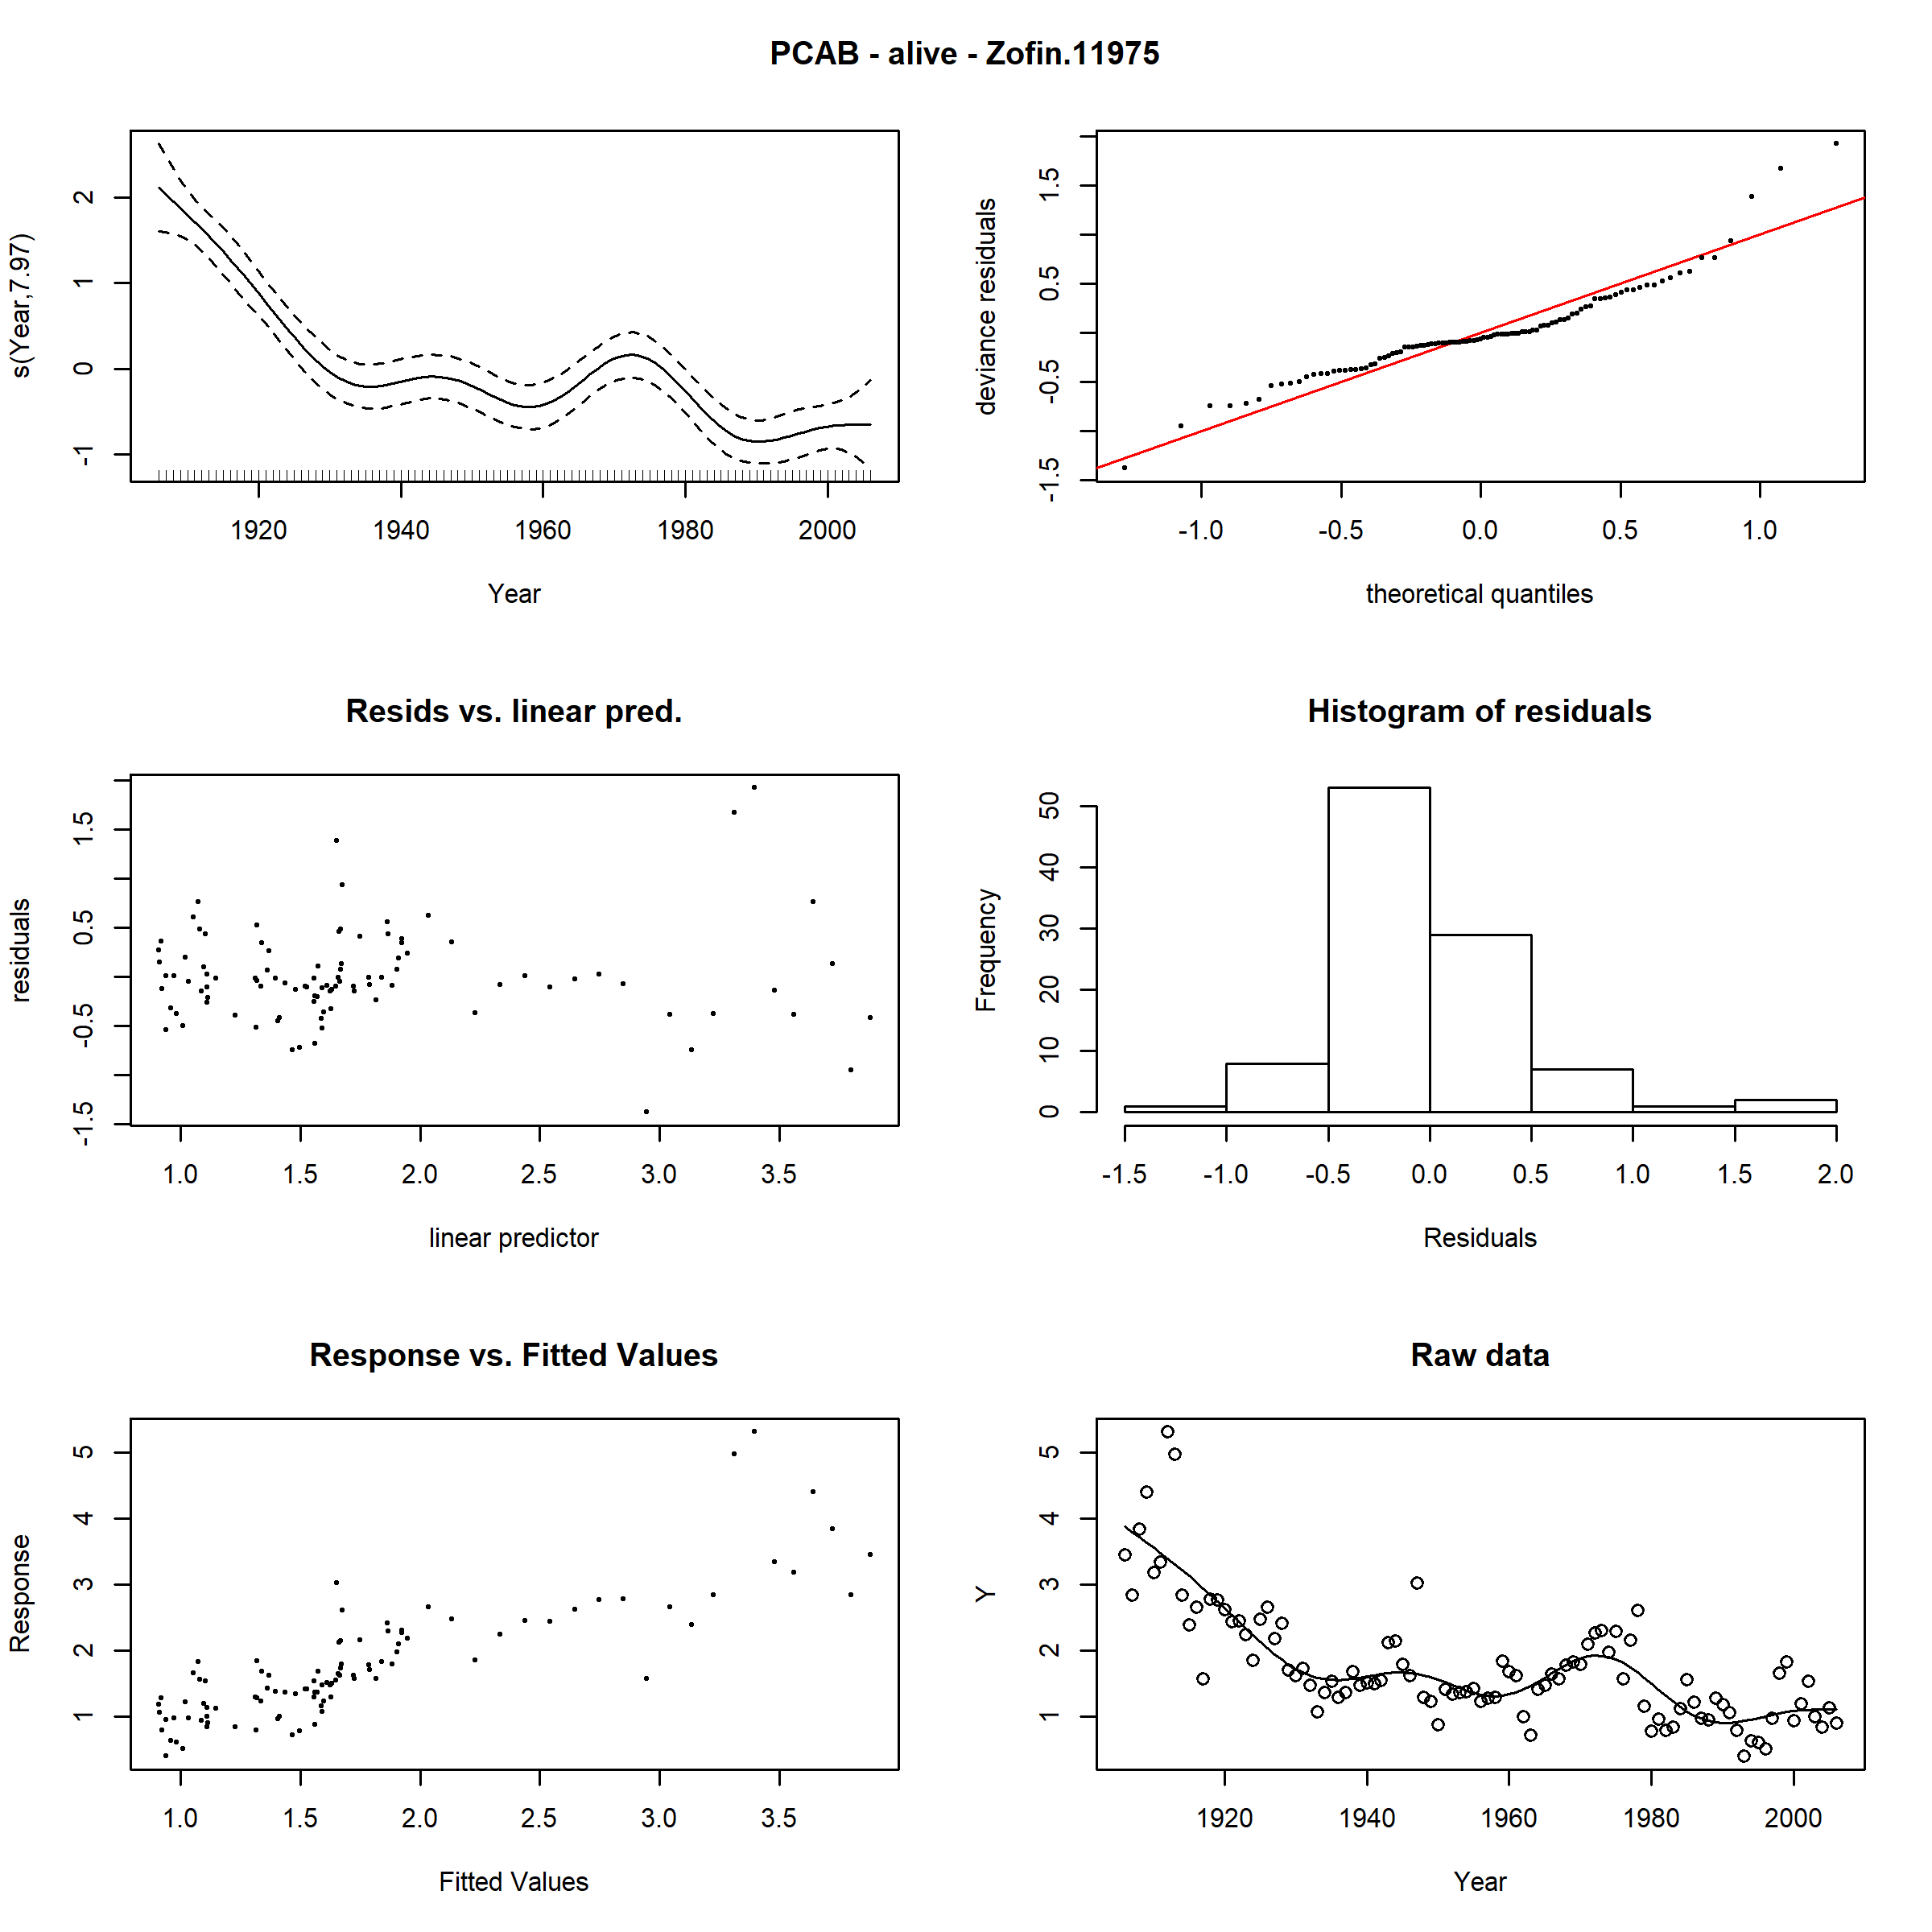 PCAB - alive - Zofin.11975
s(Year,7.97)
2
1
0
-1
1920 1940 1960 1980 2000
Year
deviance residuals
1.5
0.5
-0.5
-1.5
-1.0 -0.5 0.0 0.5 1.0
theoretical quantiles
Resids vs. linear pred.
residuals
1.5
0.5
-0.5
-1.5
1.0 1.5 2.0 2.5 3.0 3.5
linear predictor
Histogram of residuals
Frequency
50
40
30
20
10
0
-1.5 -1.0 -0.5 0.0 0.5 1.0 1.5 2.0
Residuals
Response vs. Fitted Values
Response
5
4
3
2
1
1.0 1.5 2.0 2.5 3.0 3.5
Fitted Values
Raw data
Y
5
4
3
2
1
1920 1940 1960 1980 2000
Year